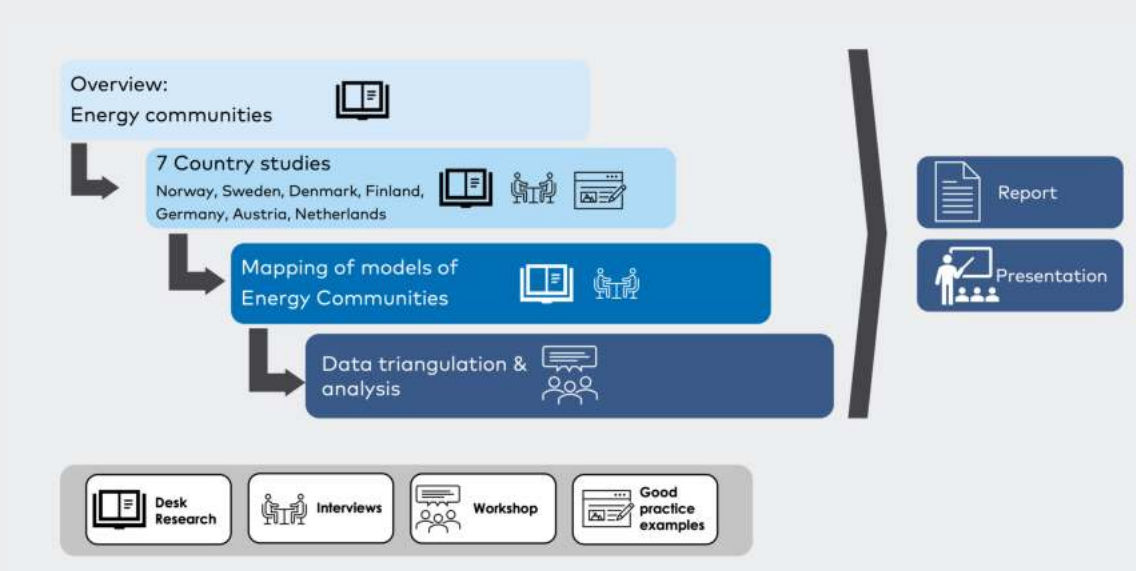 Overview:
Energy communities
7 Country studies
Norway, Sweden, Denmark, Finland,
Germany, Austria, Netherlands
Mapping of models of
Energy Communities
Data triangulation &
analysis
Report
Presentation
Desk
Research
Interviews
Workshop
Good
practice
examples